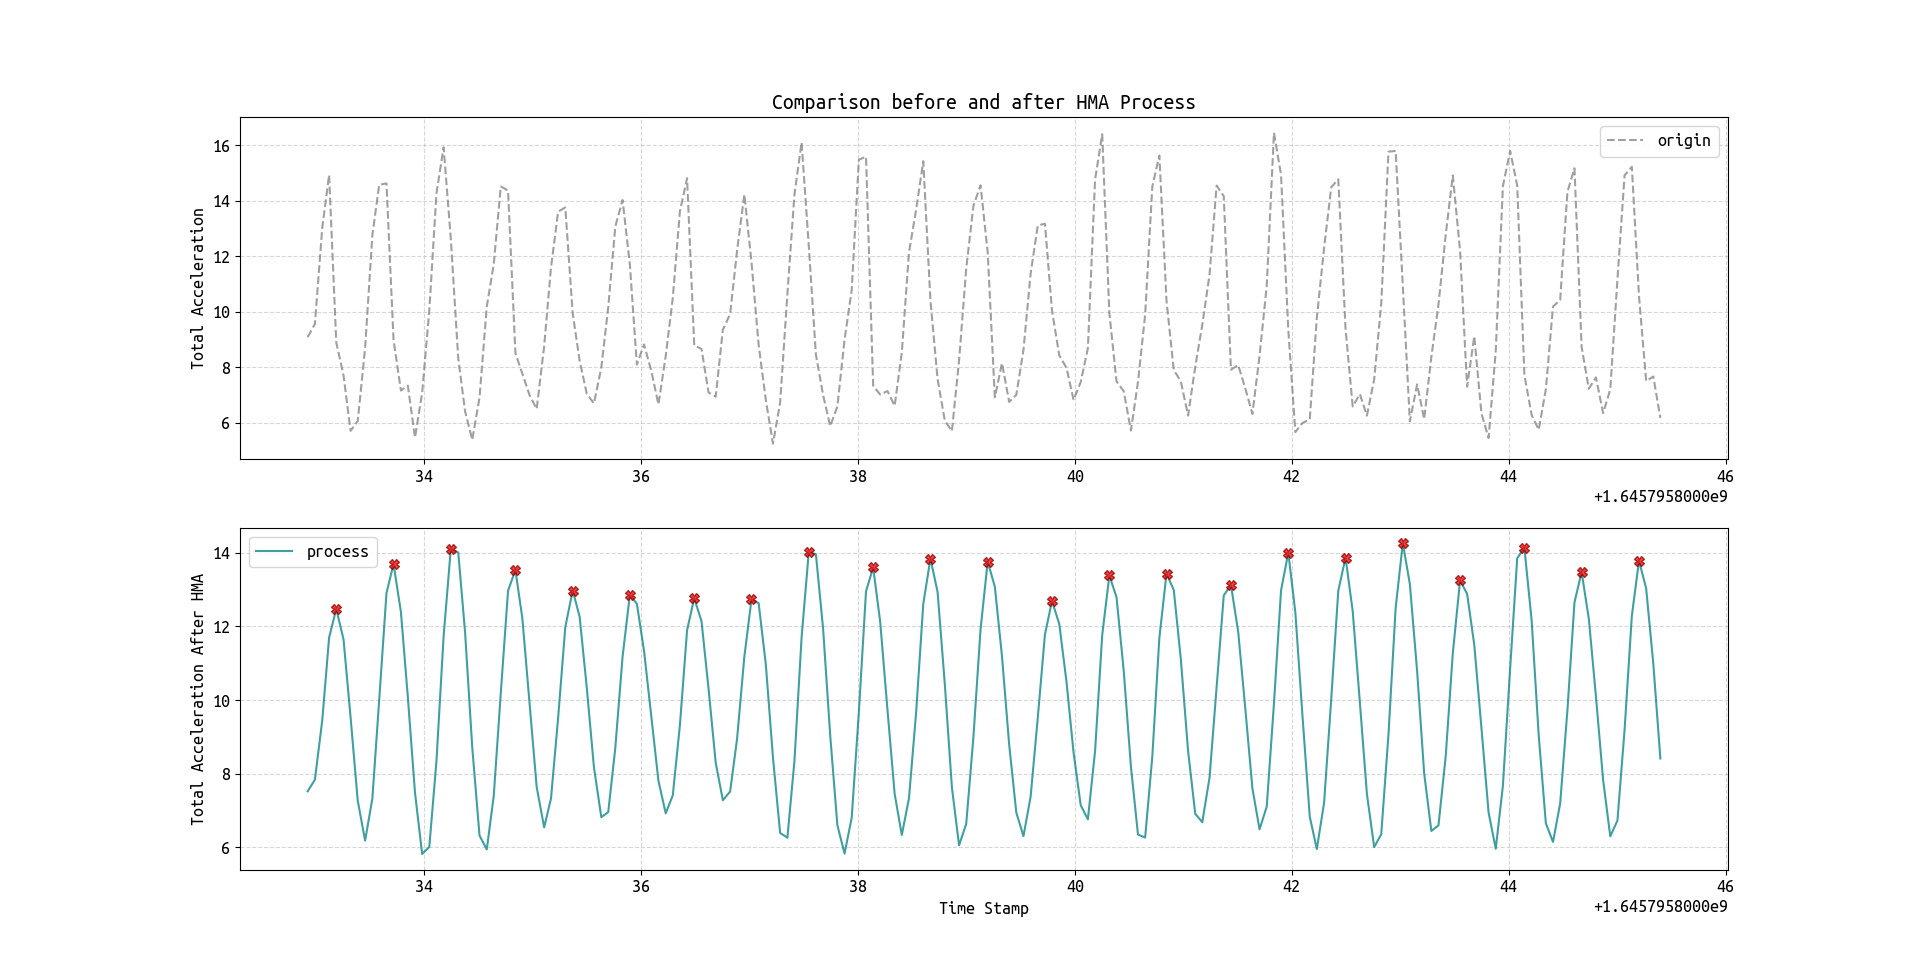 Comparison before and after HMA Process
origin
Total Acceleration
16
14
12
10
8
6
34 36 38 40 42 44 46
+1.6457958000e9
process
Total Acceleration After HMA
14
12
10
8
6
34 36 38 40 42 44 46
Time Stamp
+1.6457958000e9